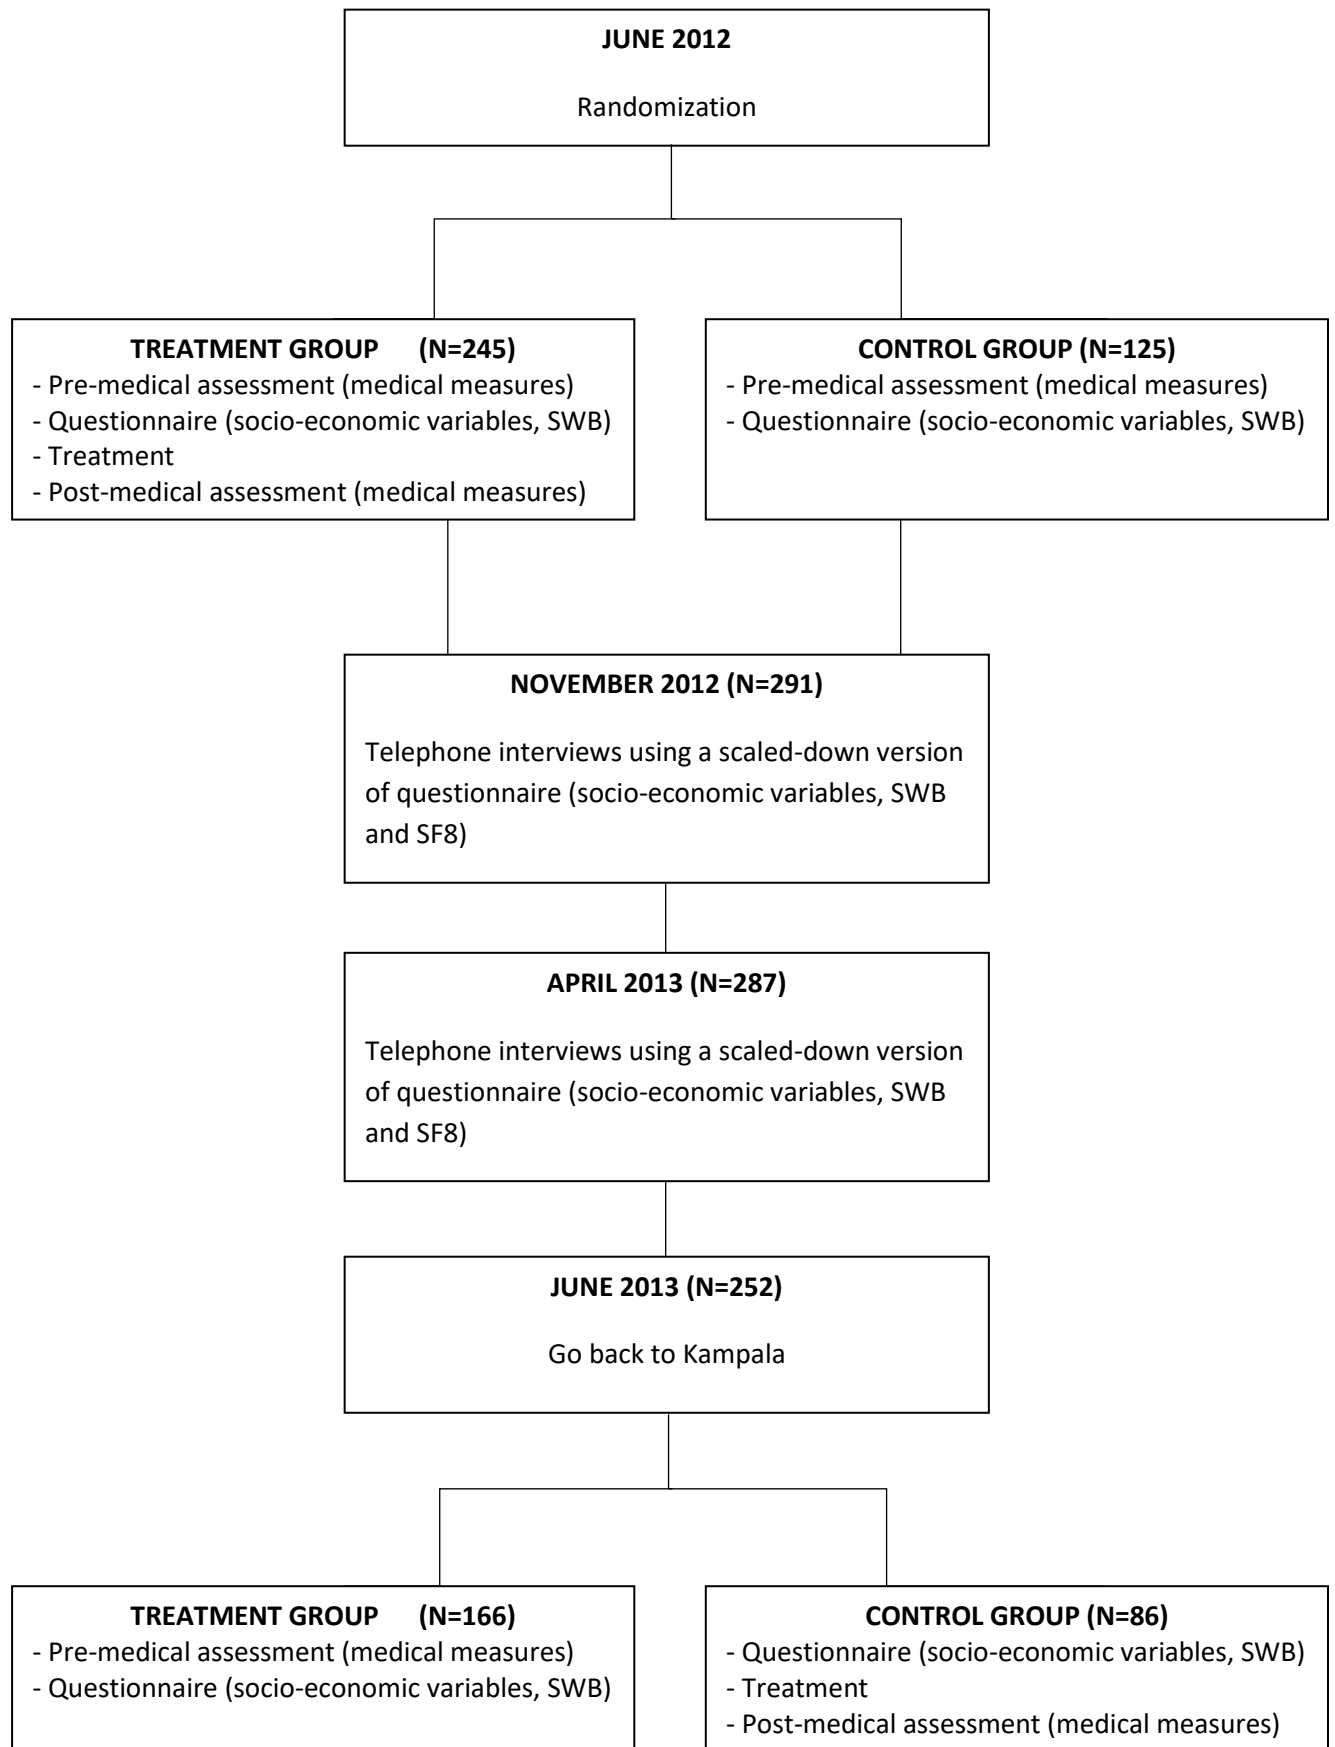 JUNE 2012
Randomization
TREATMENT GROUP (N=245)
- Pre-medical assessment (medical measures)
- Questionnaire (socio-economic variables, SWB)
- Treatment
- Post-medical assessment (medical measures)
CONTROL GROUP (N=125)
- Pre-medical assessment (medical measures)
- Questionnaire (socio-economic variables, SWB)
NOVEMBER 2012 (N=291)
Telephone interviews using a scaled-down version
of questionnaire (socio-economic variables, SWB
and SF8)
APRIL 2013 (N=287)
Telephone interviews using a scaled-down version
of questionnaire (socio-economic variables, SWB
and SF8)
JUNE 2013 (N=252)
Go back to Kampala
TREATMENT GROUP (N=166)
- Pre-medical assessment (medical measures)
- Questionnaire (socio-economic variables, SWB)
CONTROL GROUP (N=86)
- Questionnaire (socio-economic variables, SWB)
- Treatment
- Post-medical assessment (medical measures)